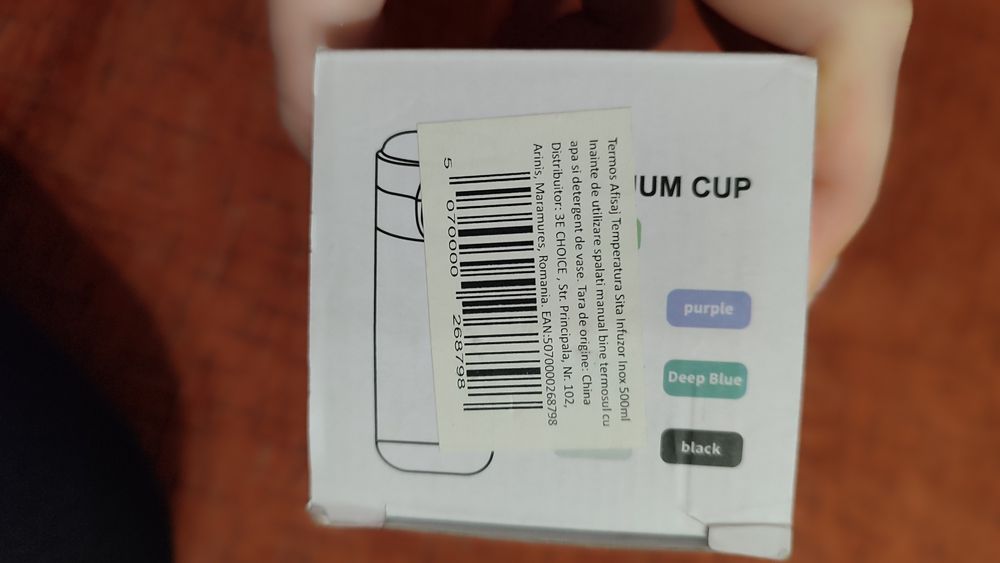 Termos Afisaj Temperatura Sita Infuzor Inox 500ml
Inainte de utilizare spalati manual bine termosul cu
apa si detergent de vase. Tara de origine: China
Distribuitor: 3E CHOICE , Str. Principala, Nr. 102,
Arinis, Maramures, Romania. EAN:5070000268798
5 070000 268798
UM CUP
purple
Deep Blue
black